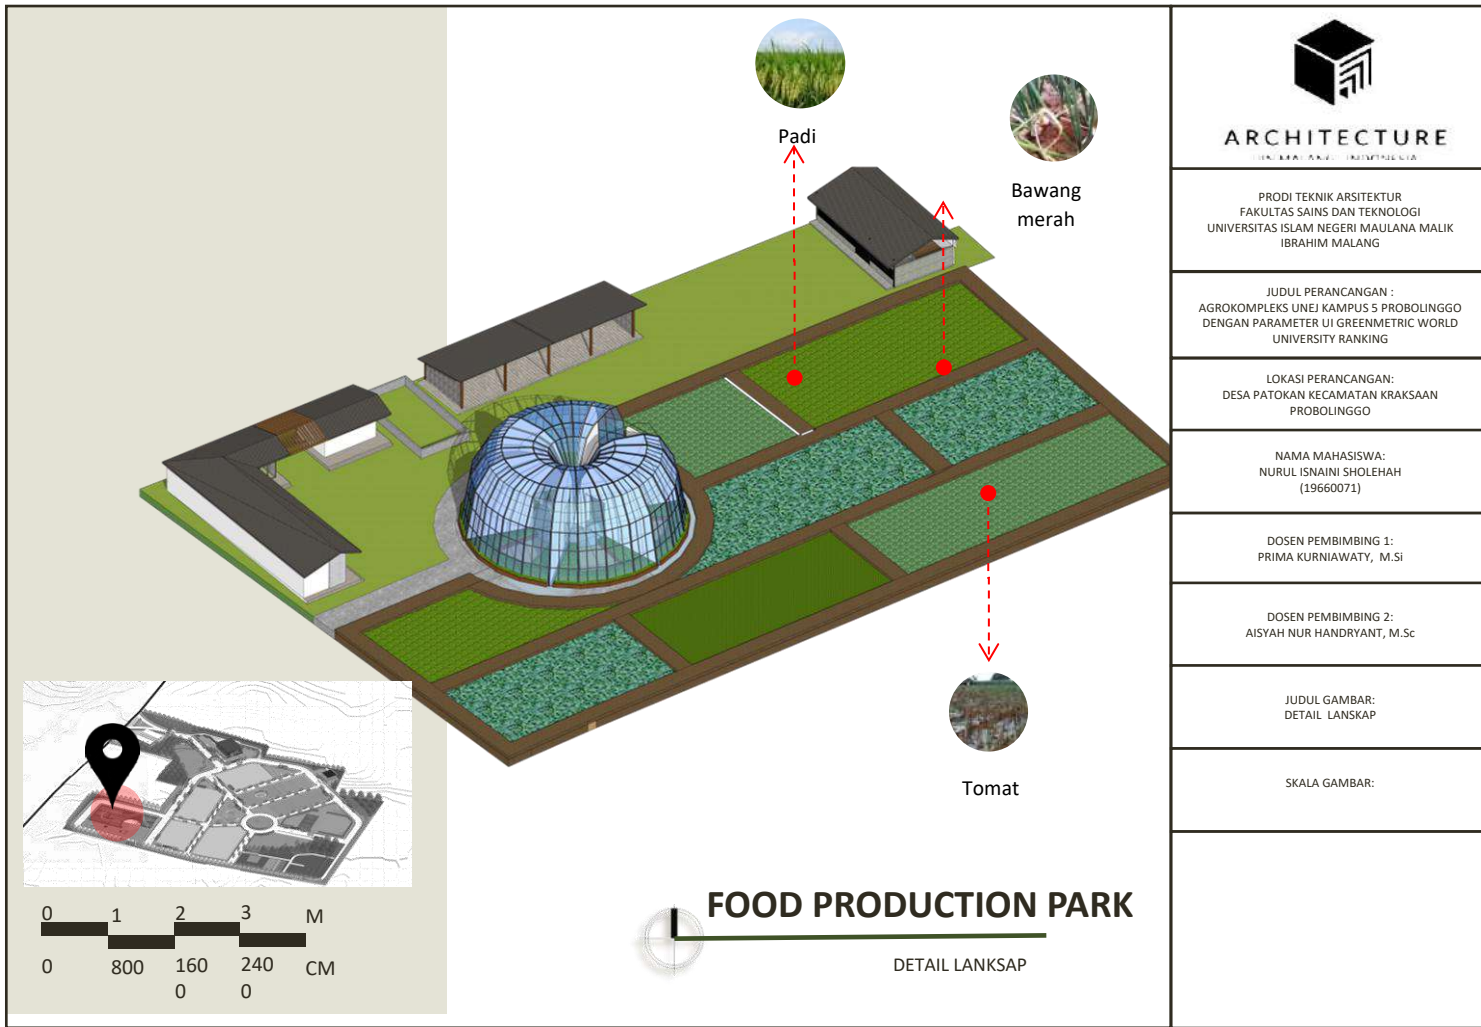 Padi
Bawang
merah
Tomat
0 1 2 3 M
0 800 160 240 CM
0 0
FOOD PRODUCTION PARK
DETAIL LANKSAP
ARCHITECTURE
UIN MALANG - INDONESIA
PRODI TEKNIK ARSITEKTUR
FAKULTAS SAINS DAN TEKNOLOGI
UNIVERSITAS ISLAM NEGERI MAULANA MALIK
IBRAHIM MALANG
JUDUL PERANCANGAN :
AGROKOMPLEKS UNEJ KAMPUS 5 PROBOLINGGO
DENGAN PARAMETER UI GREENMETRIC WORLD
UNIVERSITY RANKING
LOKASI PERANCANGAN:
DESA PATOKAN KECAMATAN KRAKSAAN
PROBOLINGGO
NAMA MAHASISWA:
NURUL ISNAINI SHOLEHAH
(19660071)
DOSEN PEMBIMBING 1:
PRIMA KURNIAWATY, M.Si
DOSEN PEMBIMBING 2:
AISYAH NUR HANDRYANT, M.Sc
JUDUL GAMBAR:
DETAIL LANSKAP
SKALA GAMBAR: